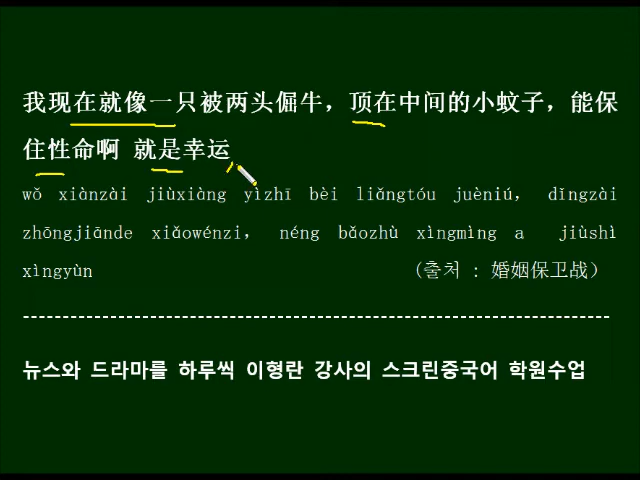 我现在就像一只被两头倔牛，顶在中间的小蚊子，能保
住性命啊 就是幸运
wǒ xiànzài jiùxiàng yìzhī bèi liǎngtóu juèniú， dǐngzài
zhōngjiānde xiǎowénzi， néng bǎozhù xìngmìng a jiùshì
xìngyùn (출처 : 婚姻保卫战)
--------------------------------------------------------------------------
뉴스와 드라마를 하루씩 이형란 강사의 스크린중국어 학원수업